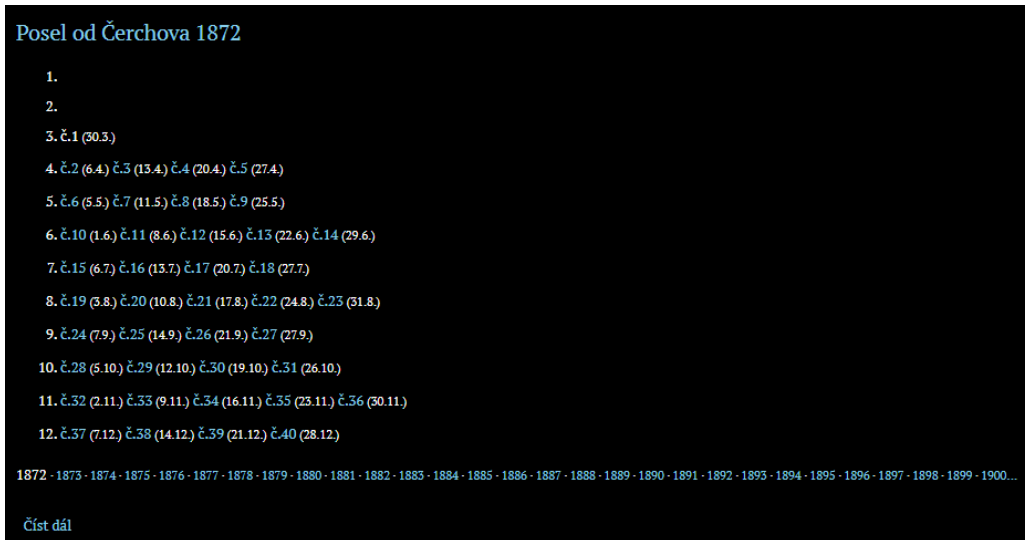 Posel od Čerchova 1872
1.
2.
3. č.1 (30.3.)
4. č.2 (6.4.) č.3 (13.4.) č.4 (20.4.) č.5 (27.4.)
5. č.6 (5.5.) č.7 (11.5.) č.8 (18.5.) č.9 (25.5.)
6. č.10 (1.6.) č.11 (8.6.) č.12 (15.6.) č.13 (22.6.) č.14 (29.6.)
7. č.15 (6.7.) č.16 (13.7.) č.17 (20.7.) č.18 (27.7.)
8. č.19 (3.8.) č.20 (10.8.) č.21 (17.8.) č.22 (24.8.) č.23 (31.8.)
9. č.24 (7.9.) č.25 (14.9.) č.26 (21.9.) č.27 (27.9.)
10. č.28 (5.10.) č.29 (12.10.) č.30 (19.10.) č.31 (26.10.)
11. č.32 (2.11.) č.33 (9.11.) č.34 (16.11.) č.35 (23.11.) č.36 (30.11.)
12. č.37 (7.12.) č.38 (14.12.) č.39 (21.12.) č.40 (28.12.)
1872 - 1873 - 1874 - 1875 - 1876 - 1877 - 1878 - 1879 - 1880 - 1881 - 1882 - 1883 - 1884 - 1885 - 1886 - 1887 - 1888 - 1889 - 1890 - 1891 - 1892 - 1893 - 1894 - 1895 - 1896 - 1897 - 1898 - 1899 - 1900...
Číst dál